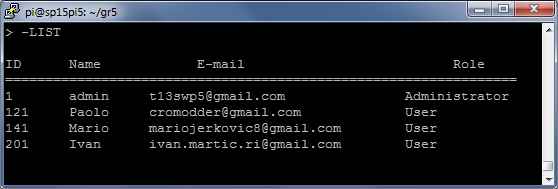 pi@sp15pi5: ~/gr5
> -LIST
ID Name E-mail Role
==================================================================
1 admin t13swp5@gmail.com Administrator
121 Paolo cromodder@gmail.com User
141 Mario mariojerkovic8@gmail.com User
201 Ivan ivan.martic.ri@gmail.com User